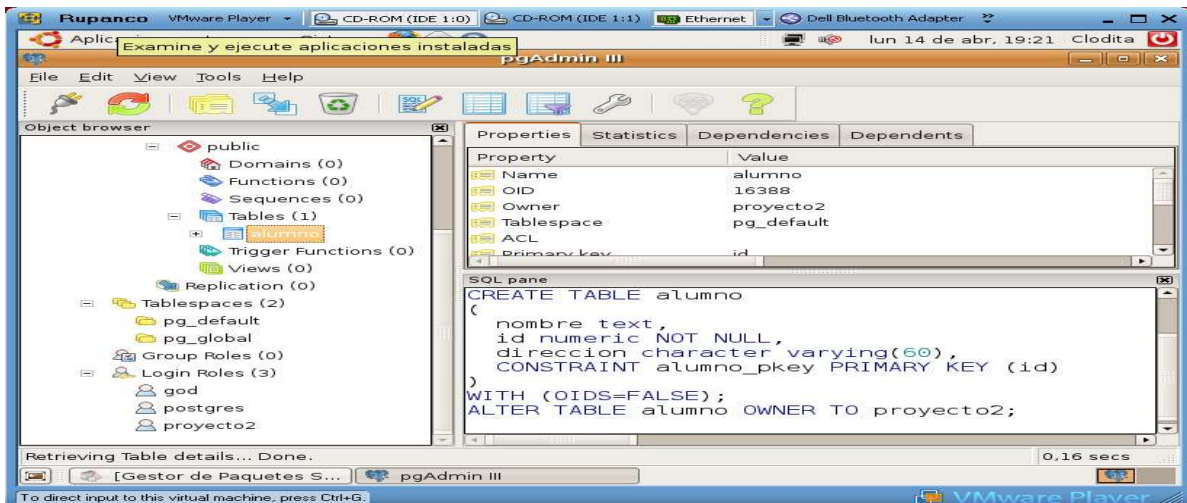 Rupanco VMware Player CD-ROM (IDE 1:0) CD-ROM (IDE 1:1) Ethernet Dell Bluetooth Adapter
lun 14 de abr, 19:21 Clodita
Examine y ejecute aplicaciones instaladas
pgAdmin III
File Edit View Tools Help
Object browser
public
Domains (0)
Functions (0)
Sequences (0)
Tables (1)
alumno
Trigger Functions (0)
Views (0)
Replication (0)
Tablespaces (2)
pg_default
pg_global
Group Roles (0)
Login Roles (3)
god
postgres
proyecto2
Properties Statistics Dependencies Dependents
Property Value
Name alumno
OID 16388
Owner proyecto2
Tablespace pg_default
ACL
Primary key id
SQL pane
CREATE TABLE alumno
(
nombre text,
id numeric NOT NULL,
direccion character varying(60),
CONSTRAINT alumno_pkey PRIMARY KEY (id)
)
WITH (OIDS=FALSE);
ALTER TABLE alumno OWNER TO proyecto2;
Retrieving Table details... Done. 0,16 secs
[Gestor de Paquetes S... pgAdmin III
To direct input to this virtual machine, press Ctrl+G. VMware Player